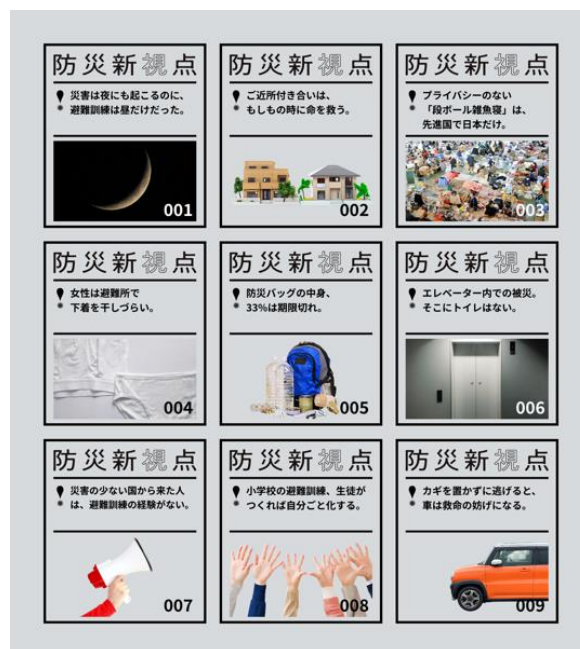 防災新視点
災害は夜にも起こるのに、
避難訓練は昼だけだった。
001
防災新視点
ご近所付き合いは、
もしもの時に命を救う。
002
防災新視点
プライバシーのない
「段ボール雑魚寝」は、
先進国で日本だけ。
003
防災新視点
女性は避難所で
下着を干しづらい。
004
防災新視点
防災バッグの中身、
33%は期限切れ。
005
防災新視点
エレベーター内での被災。
そこにトイレはない。
006
防災新視点
災害の少ない国から来た人
は、避難訓練の経験がない。
007
防災新視点
小学校の避難訓練、生徒が
つくれば自分ごと化する。
008
防災新視点
カギを置かずに逃げると、
車は救命の妨げになる。
009